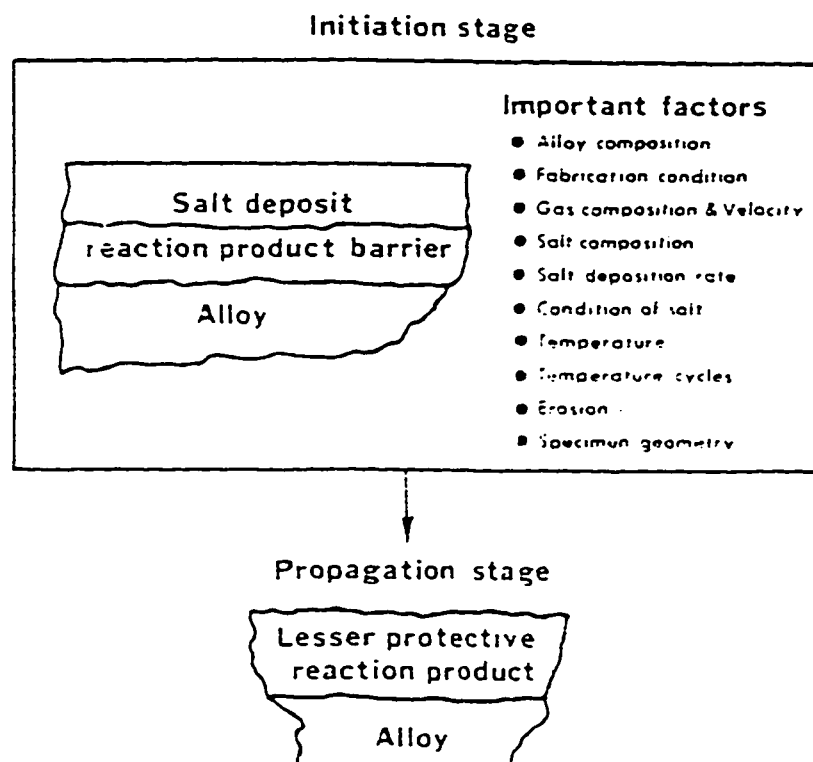 Initiation stage
Salt deposit
reaction product barrier
Alloy
Important factors
• Alloy composition
• Fabrication condition
• Gas composition & Velocity
• Salt composition
• Salt deposition rate
• Condition of salt
• Temperature
• Temperature cycles
• Erosion
• Specimun geometry
Propagation stage
Lesser protective
reaction product
Alloy